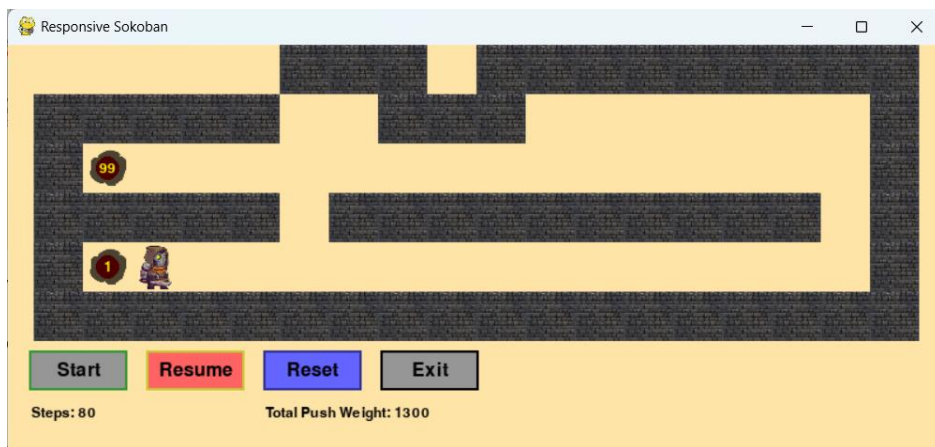 Responsive Sokoban
99
1
Start Resume Reset Exit
Steps: 80 Total Push Weight: 1300